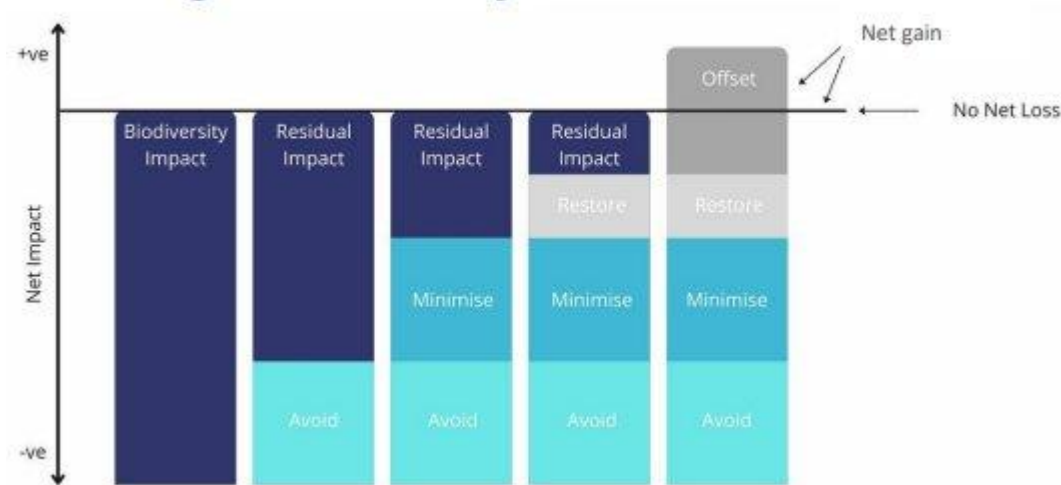 +ve
Net gain
Offset
No Net Loss
Biodiversity
Impact
Residual
Impact
Residual
Impact
Residual
Impact
Restore
Restore
Net Impact
Minimise
Minimise
Minimise
Avoid
Avoid
Avoid
Avoid
-ve